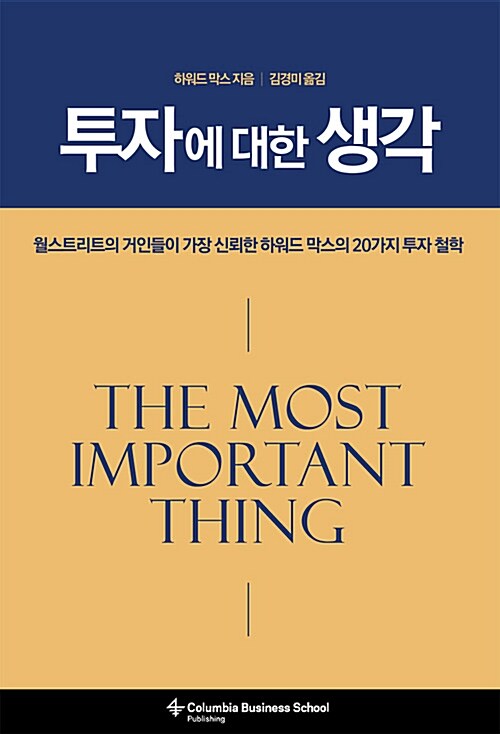 하워드 막스 지음 | 김경미 옮김
투자에 대한 생각
월스트리트의 거인들이 가장 신뢰한 하워드 막스의 20가지 투자 철학
THE MOST
IMPORTANT
THING
Columbia Business School
Publishing